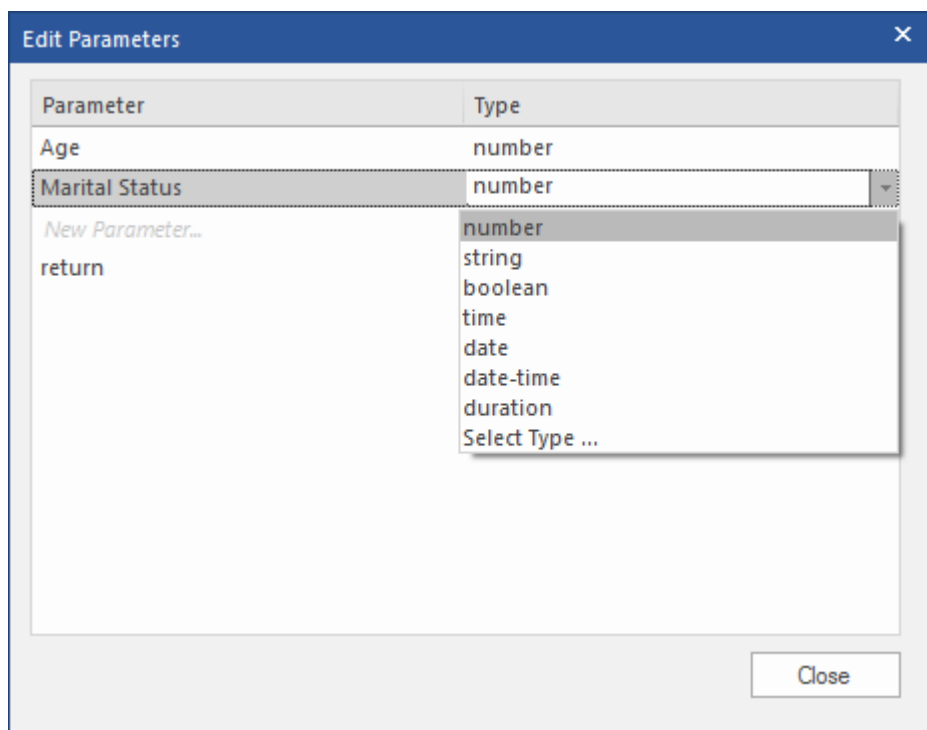 Edit Parameters
Parameter Type
Age number
Marital Status number
New Parameter...
number
string
return
boolean
time
date
date-time
duration
Select Type ...
Close